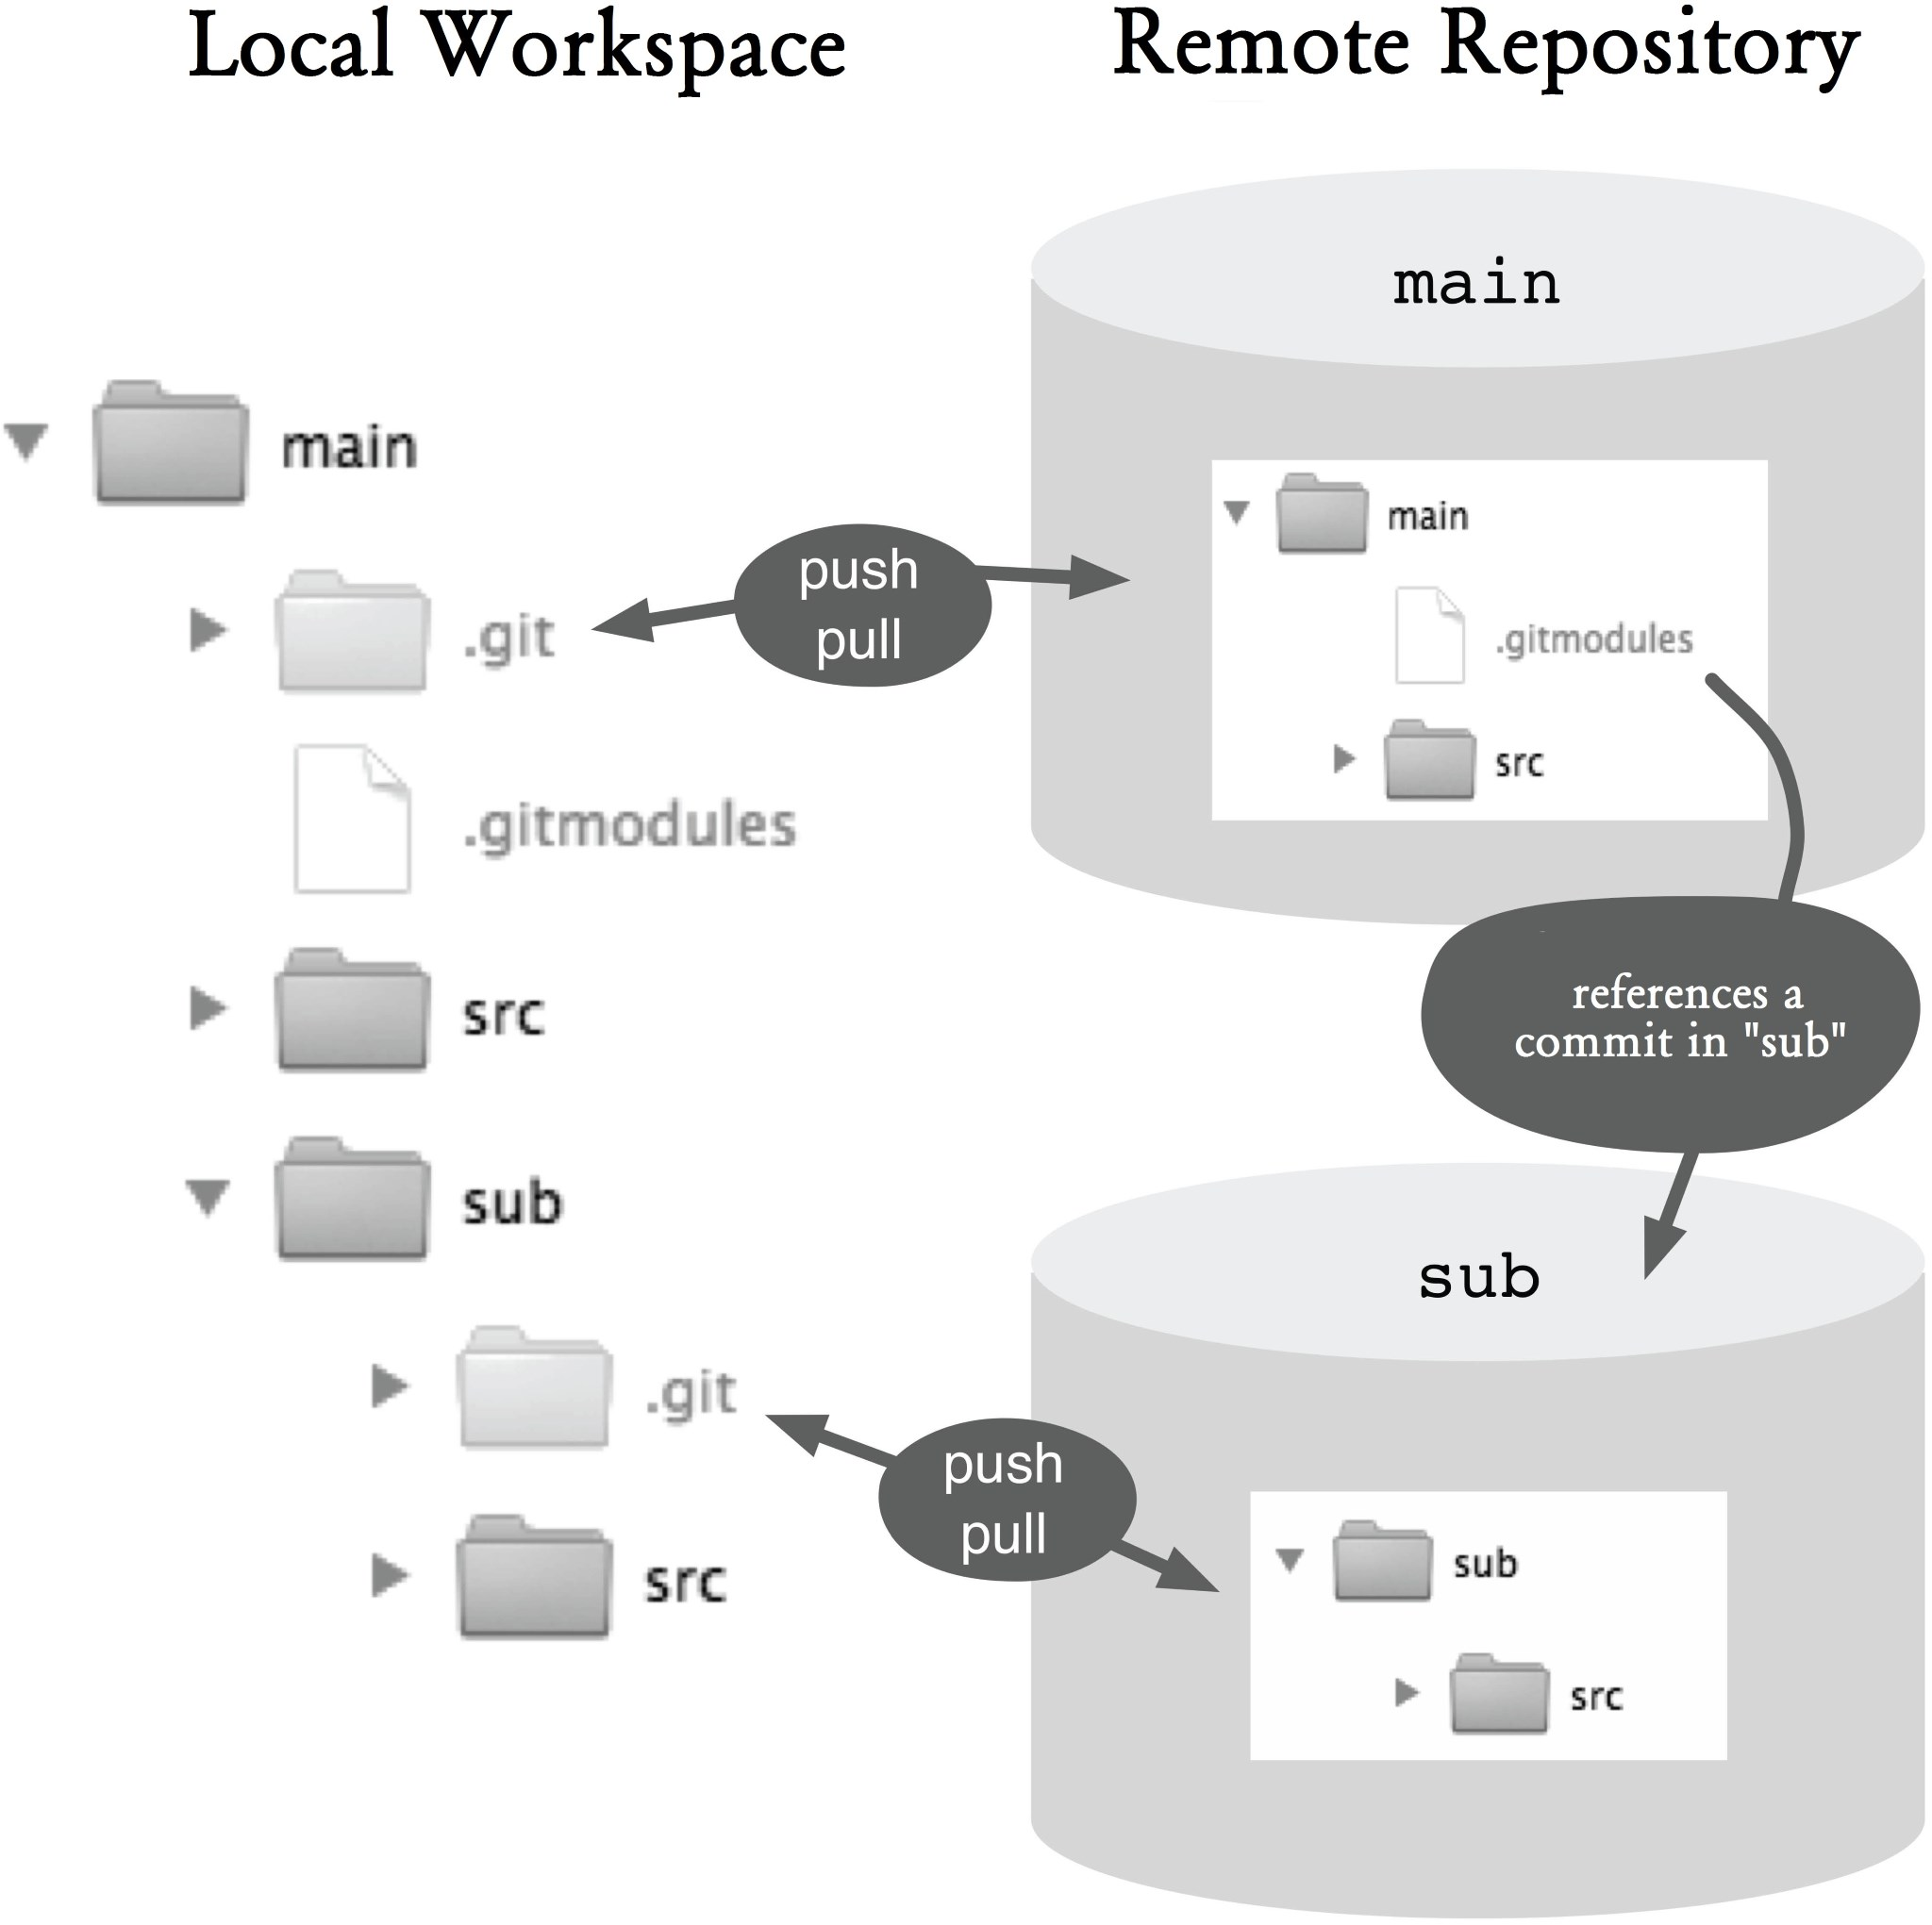 Local Workspace
Remote Repository
main
.git
.gitmodules
src
sub
.git
src
push
pull
main
main
.gitmodules
src
references a
commit in "sub"
sub
push
pull
sub
src